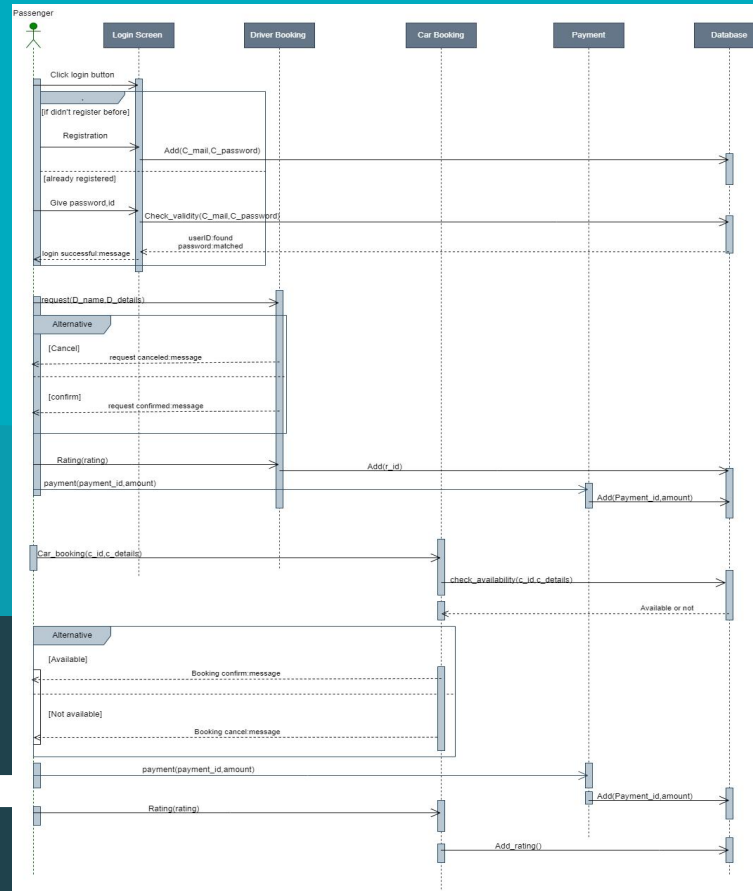 Passenger
Login Screen
Driver Booking
Car Booking
Payment
Database
Click login button
[if didn't register before]
Registration
Add(C_mail,C_password)
[already registered]
Give password,id
Check_validity(C_mail,C_password)
userID:found
password:matched
login successful:message
request(D_name,D_details)
Alternative
[Cancel]
request canceled:message
[confirm]
request confirmed:message
Rating(rating)
Add(r_id)
payment(payment_id,amount)
Add(Payment_id,amount)
Car_booking(c_id,c_details)
check_availability(c_id,c_details)
Available or not
Alternative
[Available]
Booking confirm:message
[Not available]
Booking cancel:message
payment(payment_id,amount)
Add(Payment_id,amount)
Rating(rating)
Add_rating()